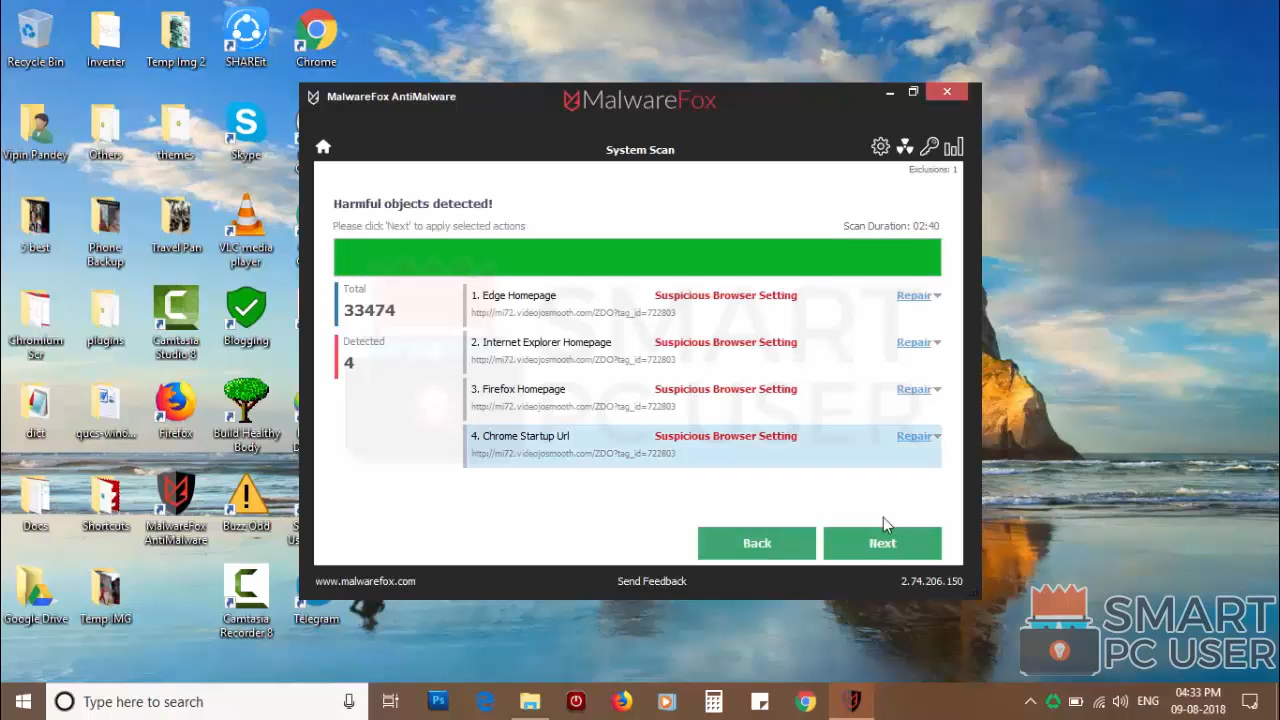 Recycle Bin
Inverter
Temp Img 2
SHAREit
Chrome
Vipin Pandey
Others
themes
Skype
5 best
Phone
Backup
Travel Pan
VLC media
player
Chromium
Scr
plugins
Camtasia
Studio 8
Blogging
dict
qucs-win6...
Firefox
Build Healthy
Body
Docs
Shortcuts
MalwareFox
AntiMalware
Buzz Odd
Google Drive
Temp IMG
Camtasia
Recorder 8
Telegram
MalwareFox AntiMalware
MalwareFox
System Scan
Exclusions: 1
Harmful objects detected!
Please click 'Next' to apply selected actions
Scan Duration: 02:40
Total
33474
Detected
4
1. Edge Homepage Suspicious Browser Setting Repair
http://mi72.videojosmooth.com/ZDO?tag_id=722803
2. Internet Explorer Homepage Suspicious Browser Setting Repair
http://mi72.videojosmooth.com/ZDO?tag_id=722803
3. Firefox Homepage Suspicious Browser Setting Repair
http://mi72.videojosmooth.com/ZDO?tag_id=722803
4. Chrome Startup Url Suspicious Browser Setting Repair
http://mi72.videojosmooth.com/ZDO?tag_id=722803
SMART
PC USER
Back
Next
www.malwarefox.com
Send Feedback
2.74.206.150
SMART
PC USER
Type here to search
Ps
ENG
04:33 PM
09-08-2018